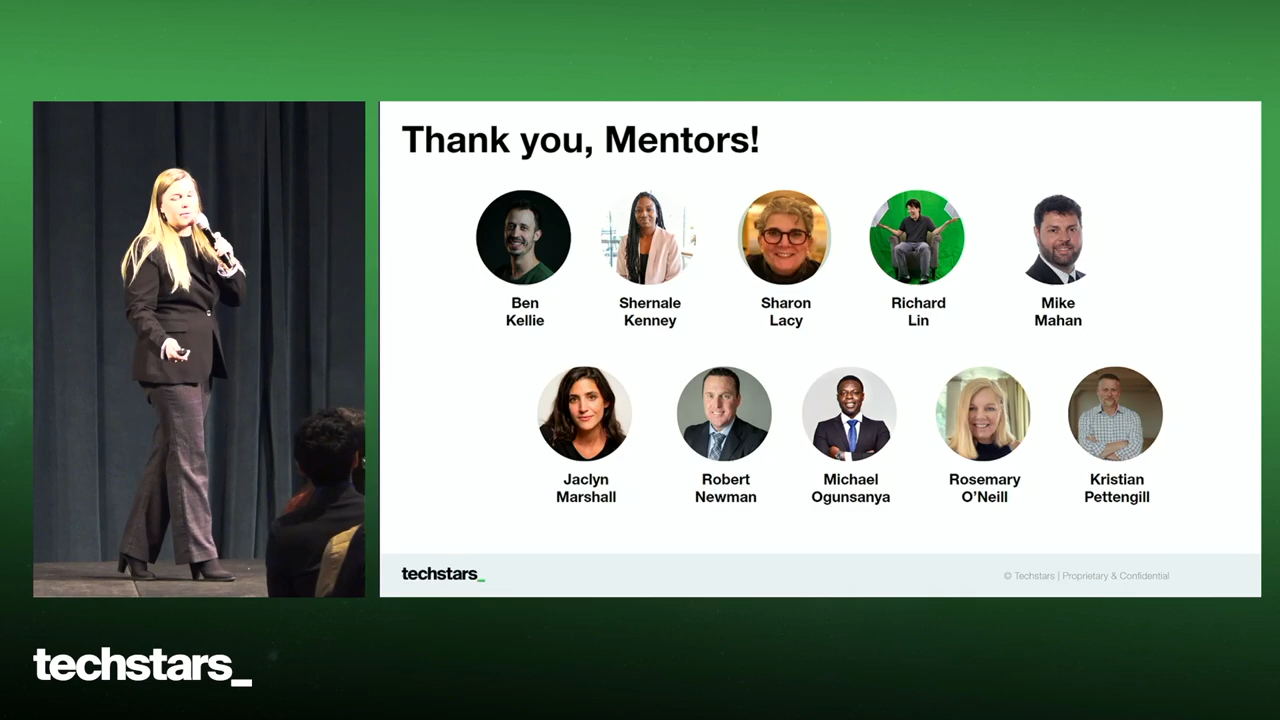 Thank you, Mentors!
Ben
Kellie
Shernale
Kenney
Sharon
Lacy
Richard
Lin
Mike
Mahan
Jaclyn
Marshall
Robert
Newman
Michael
Ogunsanya
Rosemary
O’Neill
Kristian
Pettengill
techstars_
© Techstars | Proprietary & Confidential
techstars_